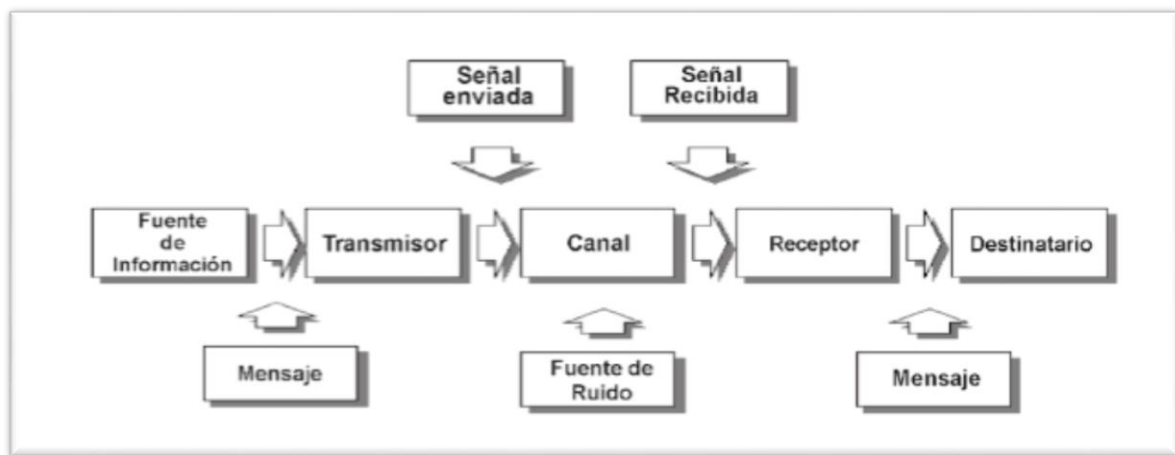 Señal
enviada
Señal
Recibida
Fuente
de
Información
Transmisor
Canal
Receptor
Destinatario
Mensaje
Fuente de
Ruido
Mensaje